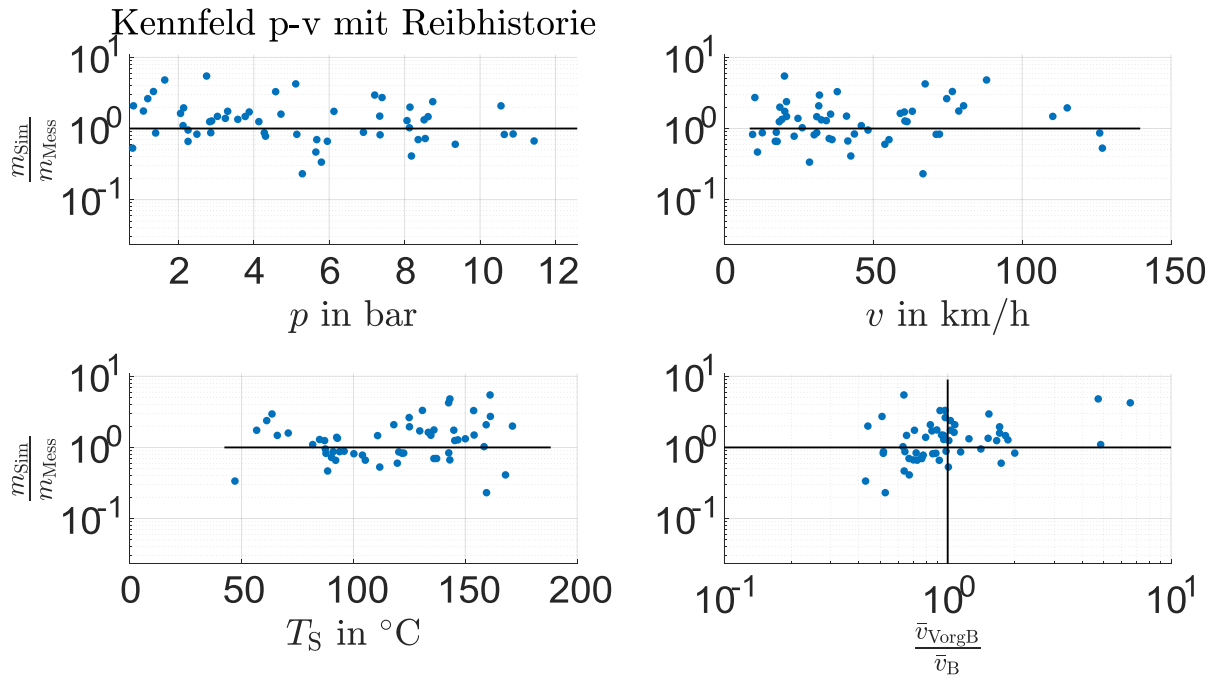 Kennfeld p-v mit Reibhistorie
10^1
10^0
10^-1
m_Sim
m_Mess
2 4 6 8 10 12
p in bar
0 50 100 150
v in km/h
10^1
10^0
10^-1
m_Sim
m_Mess
0 50 100 150 200
T_S in °C
10^1
10^0
10^-1
10^-1 10^0 10^1
v̄_VorgB
v̄_B
10^1
10^0
10^-1